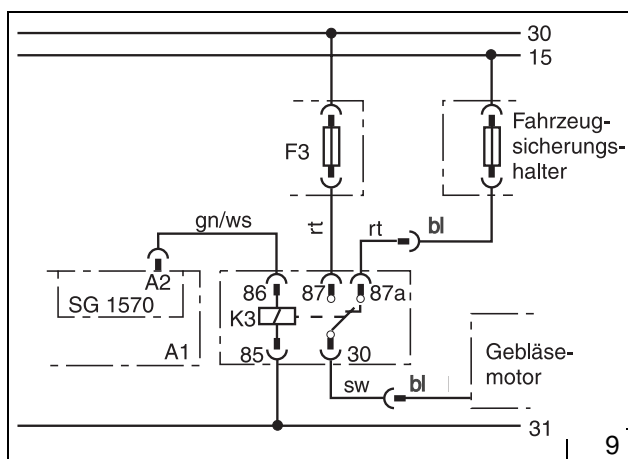 30
15
F3
Fahrzeug-
sicherungs-
halter
gn/ws
rt
rt
bl
A2
SG 1570
A1
86
87
87a
K3
85
30
sw
bl
Gebläse-
motor
31
9